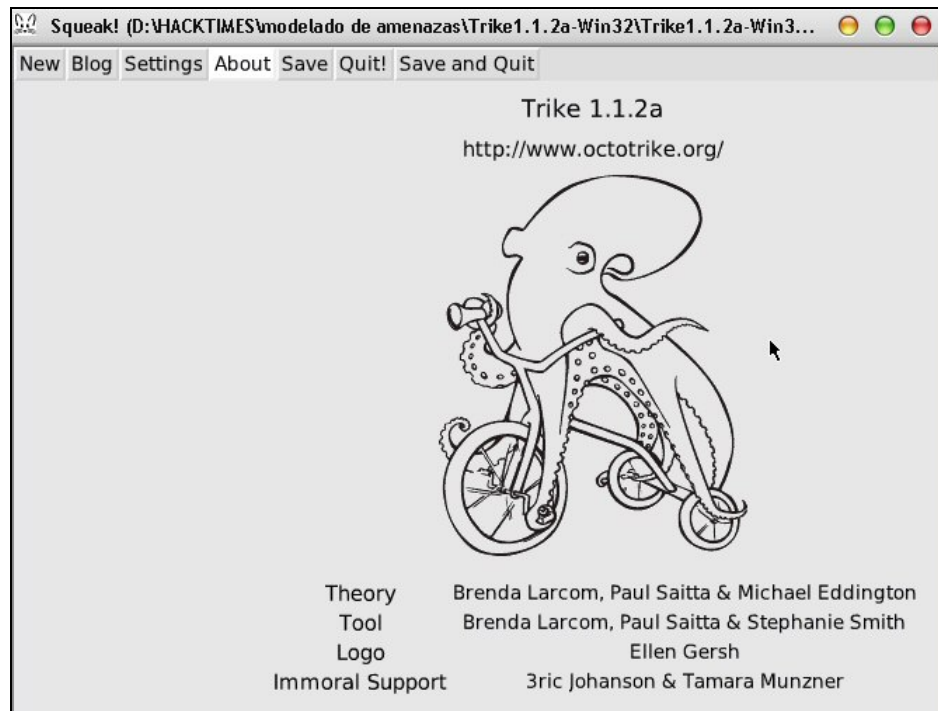 Squeak! (D:\HACKTIMES\modelado de amenazas\Trike1.1.2a-Win32\Trike1.1.2a-Win3...
New Blog Settings About Save Quit! Save and Quit
Trike 1.1.2a
http://www.octotrike.org/
Theory Brenda Larcom, Paul Saitta & Michael Eddington
Tool Brenda Larcom, Paul Saitta & Stephanie Smith
Logo Ellen Gersh
Immoral Support 3ric Johanson & Tamara Munzner